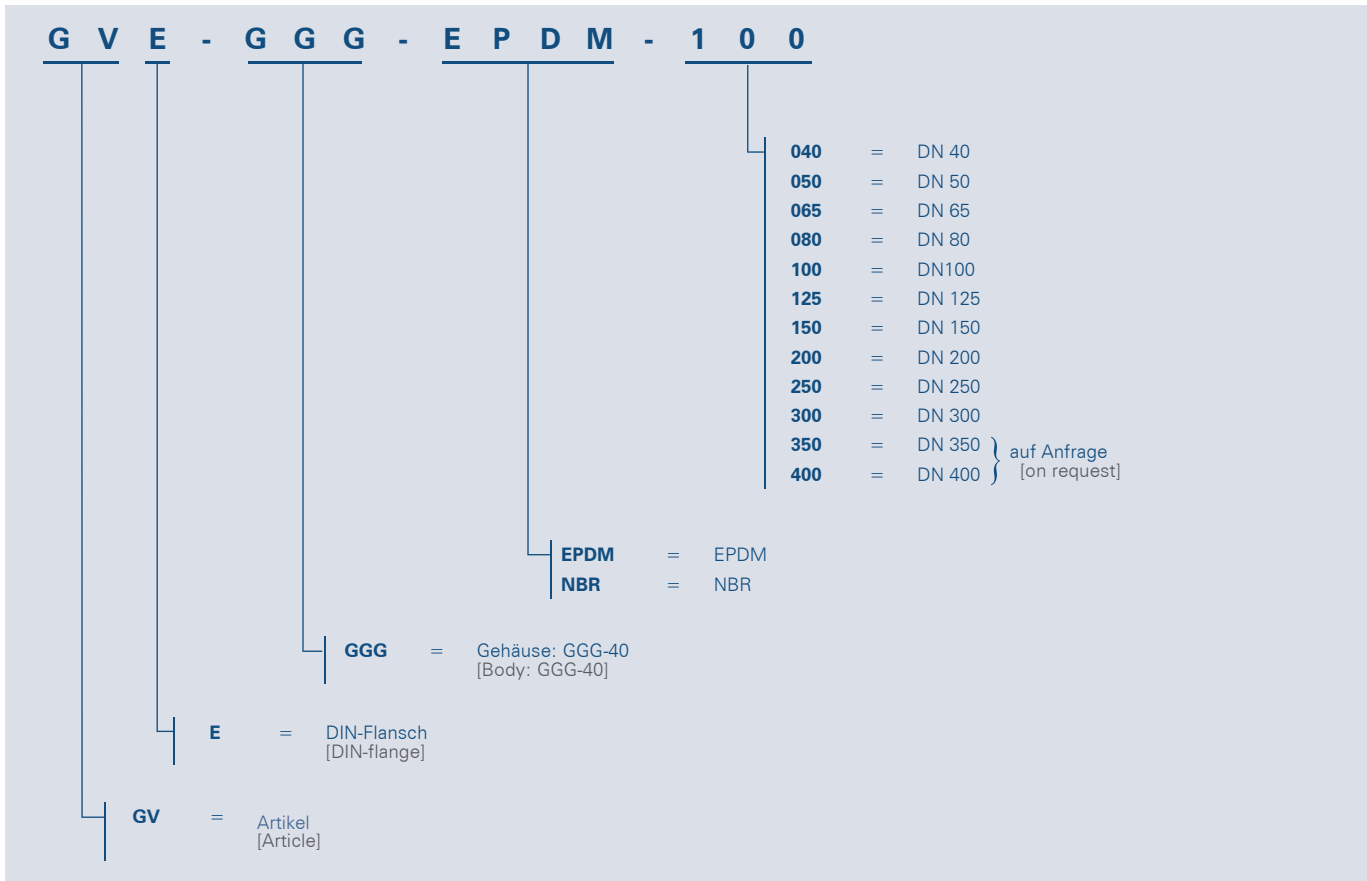 G V E - G G G - E P D M - 1 0 0
040 = DN 40
050 = DN 50
065 = DN 65
080 = DN 80
100 = DN100
125 = DN 125
150 = DN 150
200 = DN 200
250 = DN 250
300 = DN 300
350 = DN 350
400 = DN 400
auf Anfrage
[on request]
EPDM = EPDM
NBR = NBR
GGG = Gehäuse: GGG-40
[Body: GGG-40]
E = DIN-Flansch
[DIN-flange]
GV = Artikel
[Article]